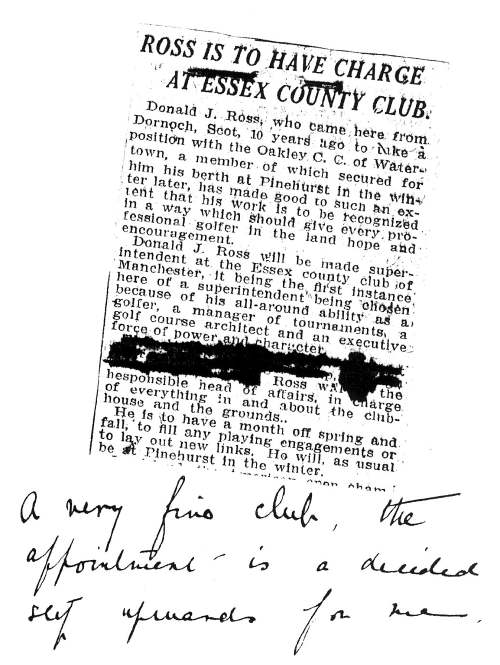 ROSS IS TO HAVE CHARGE
AT ESSEX COUNTY CLUB.
Donald J. Ross, who came here from
Dornoch, Scot, 10 years ago to take a
position with the Oakley C. C. of Water-
town, a member of which secured for
him his berth at Pinehurst in the win-
ter later, has made good to such an ex-
tent that his work is to be recognized
in a way which should give every pro-
fessional golfer in the land hope and
encouragement.
Donald J. Ross will be made super-
intendent at the Essex county club of
Manchester, it being the first instance
here of a superintendent being chosen
because of his all-around ability as a
golfer, a manager of tournaments, a
golf course architect and an executive
force of power and character.
Ross will the
responsible head of affairs, in charge
of everything in and about the club-
house and the grounds..
He is to have a month off spring and
fall, to fill any playing engagements or
to lay out new links. He will, as usual
be at Pinehurst in the winter.
American open cham
A very fine club, the
appointment is a decided
step upwards for me.